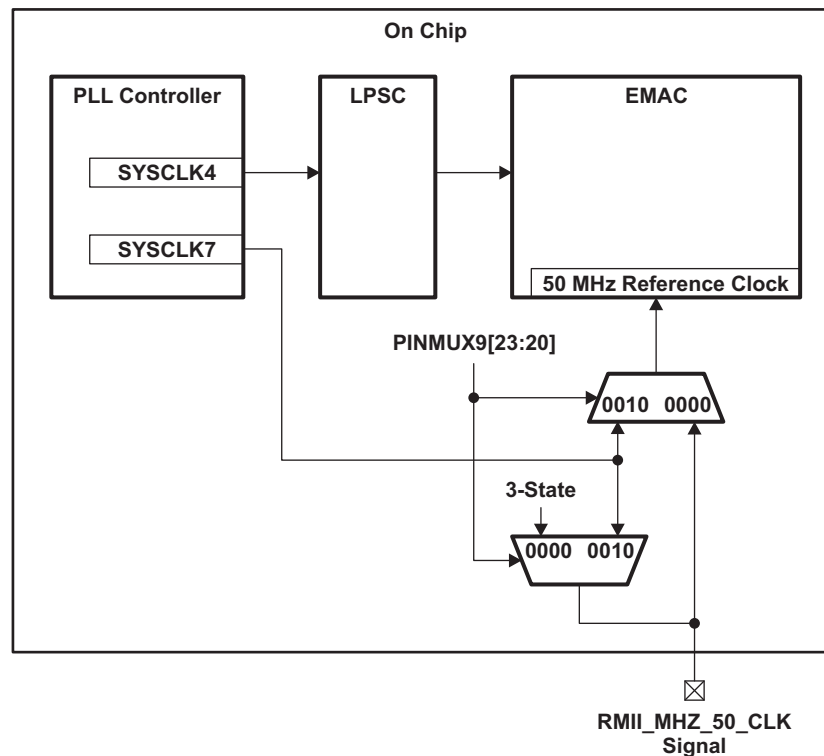 On Chip
PLL Controller
LPSC
EMAC
SYSCLK4
SYSCLK7
50 MHz Reference Clock
PINMUX9[23:20]
0010 0000
3-State
0000 0010
RMII_MHZ_50_CLK
Signal